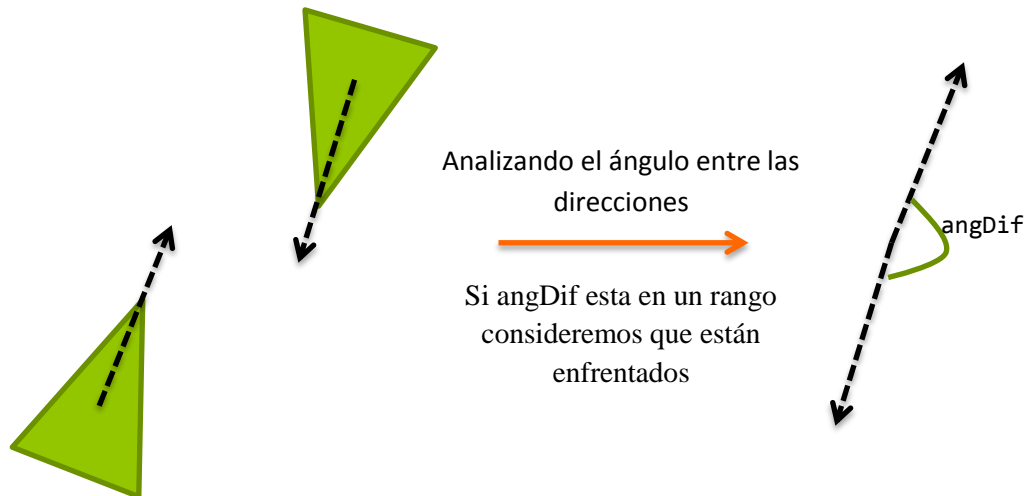 Analizando el ángulo entre las
direcciones
angDif
Si angDif esta en un rango
consideremos que están
enfrentados